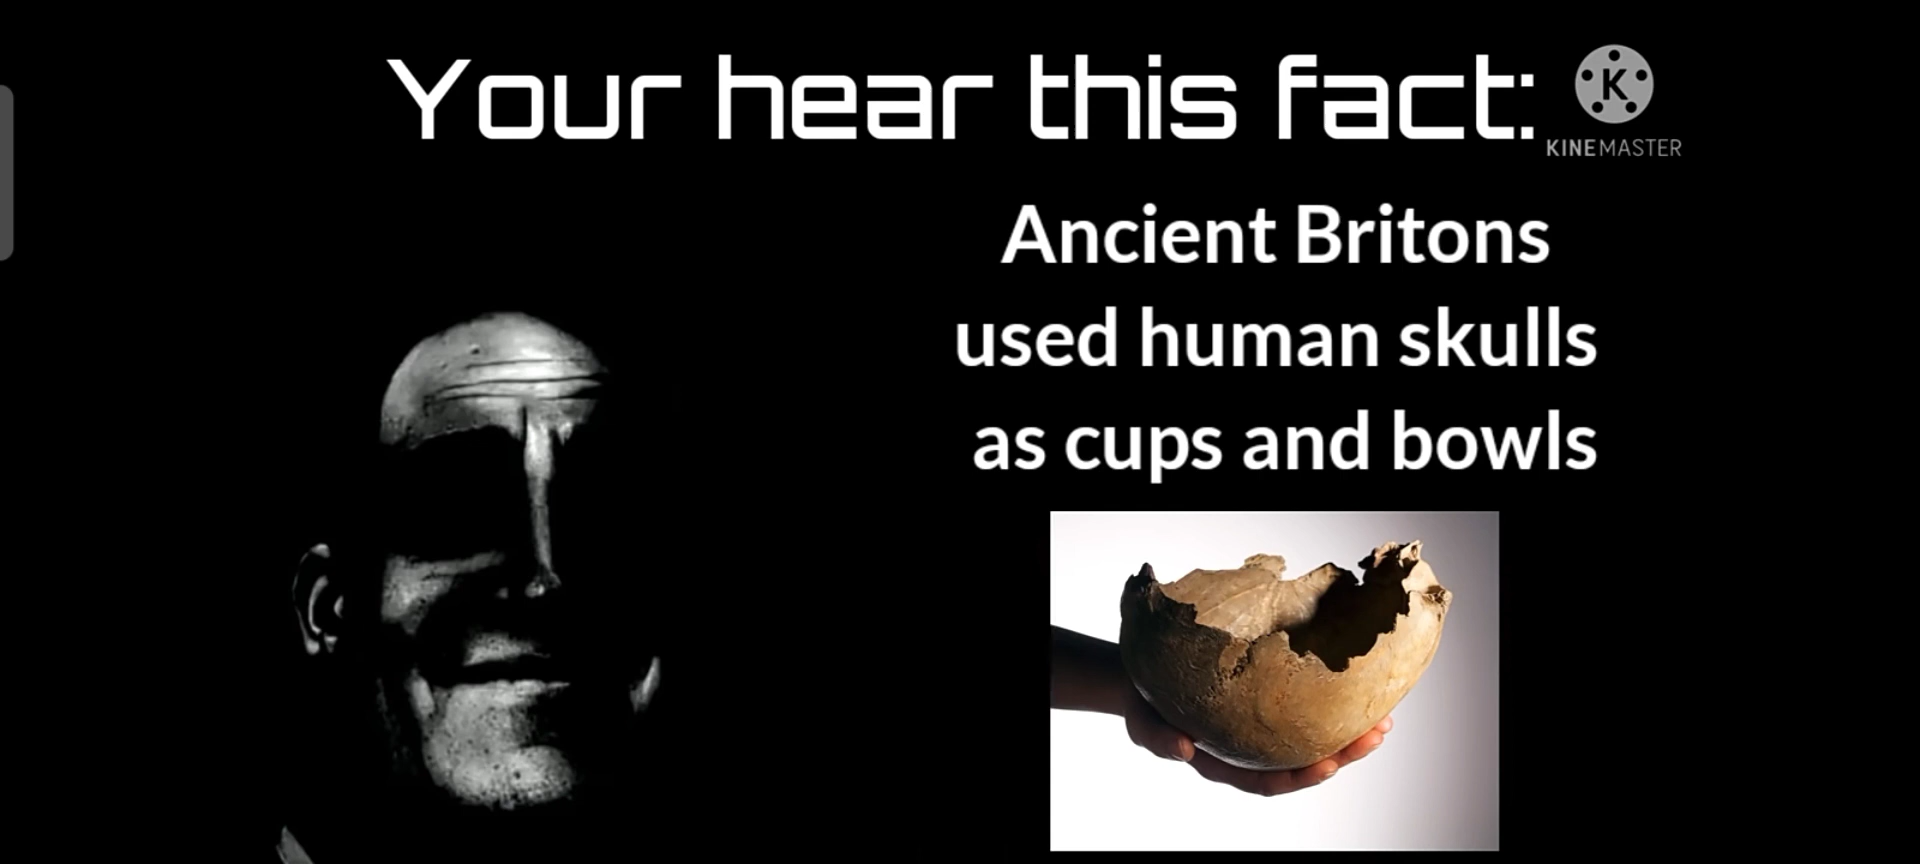 Your hear this fact:
KINEMASTER
Ancient Britons
used human skulls
as cups and bowls